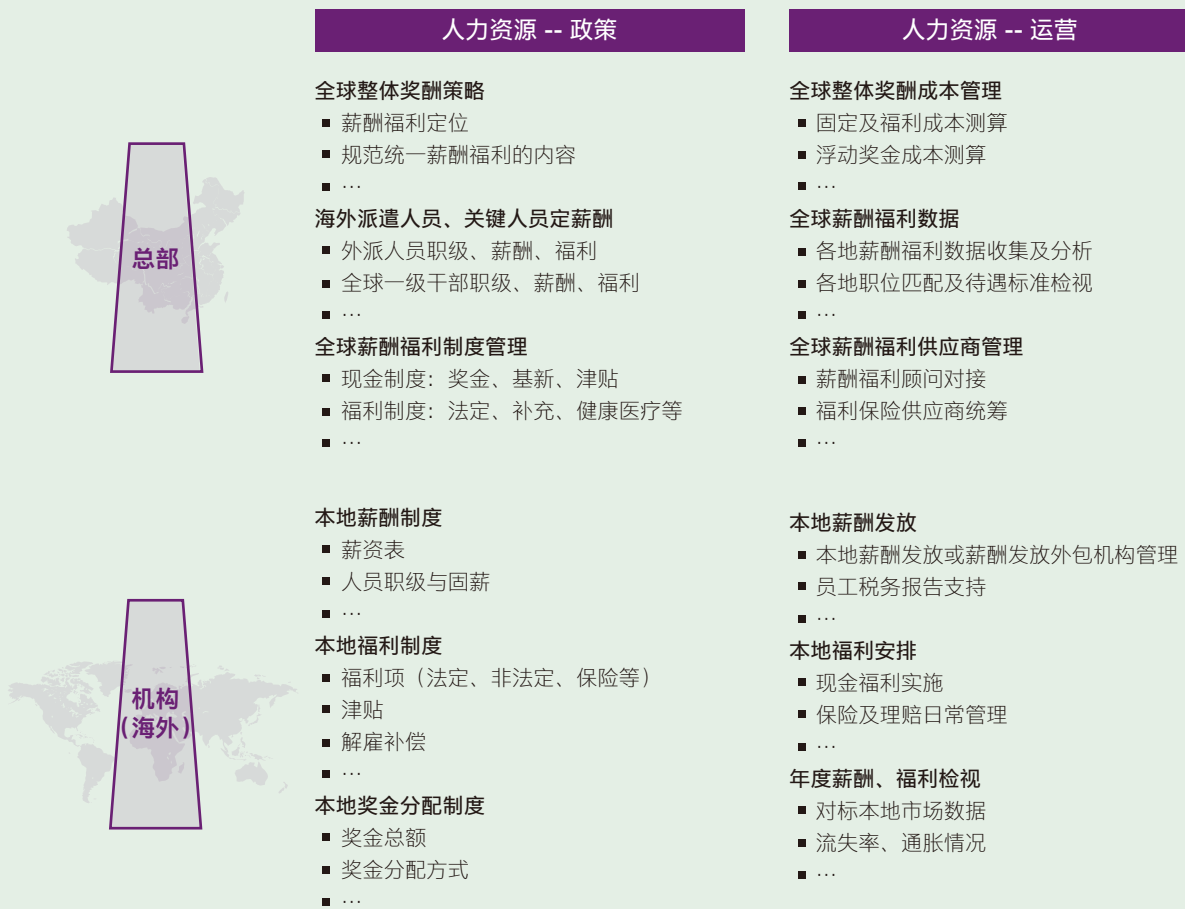 人力资源 -- 政策
全球整体奖酬策略
■ 薪酬福利定位
■ 规范统一薪酬福利的内容
■ …
海外派遣人员、关键人员定薪酬
■ 外派人员职级、薪酬、福利
■ 全球一级干部职级、薪酬、福利
■ …
全球薪酬福利制度管理
■ 现金制度：奖金、基新、津贴
■ 福利制度：法定、补充、健康医疗等
■ …
人力资源 -- 运营
全球整体奖酬成本管理
■ 固定及福利成本测算
■ 浮动奖金成本测算
■ …
全球薪酬福利数据
■ 各地薪酬福利数据收集及分析
■ 各地职位匹配及待遇标准检视
■ …
全球薪酬福利供应商管理
■ 薪酬福利顾问对接
■ 福利保险供应商统筹
■ …
总部
本地薪酬制度
■ 薪资表
■ 人员职级与固薪
■ …
本地福利制度
■ 福利项（法定、非法定、保险等）
■ 津贴
■ 解雇补偿
■ …
本地奖金分配制度
■ 奖金总额
■ 奖金分配方式
■ …
本地薪酬发放
■ 本地薪酬发放或薪酬发放外包机构管理
■ 员工税务报告支持
■ …
本地福利安排
■ 现金福利实施
■ 保险及理赔日常管理
■ …
年度薪酬、福利检视
■ 对标本地市场数据
■ 流失率、通胀情况
■ …
机构
（海外）